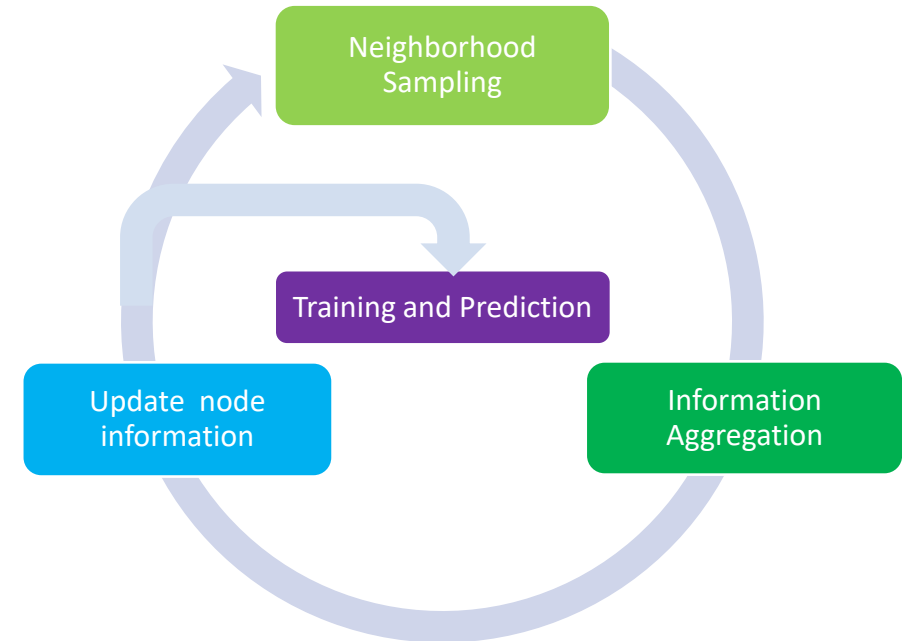 Neighborhood
Sampling
Training and Prediction
Update node
information
Information
Aggregation